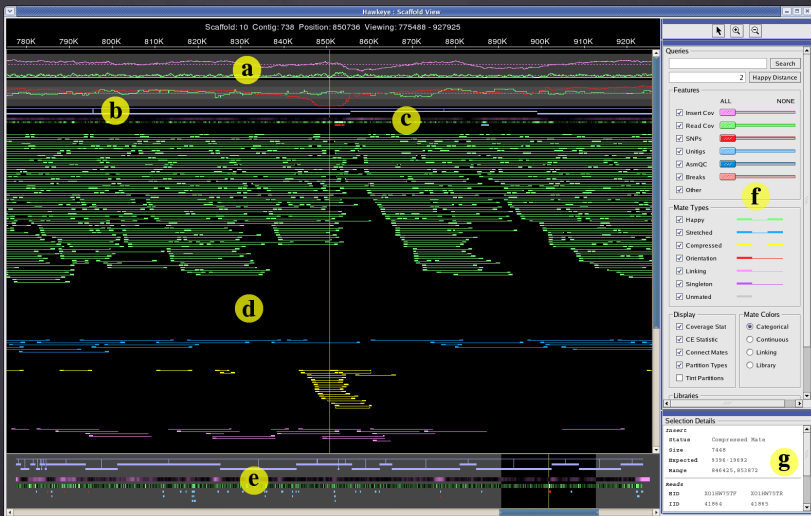 Hawkeye : Scaffold View
Scaffold: 10 Contig: 738 Position: 850736 Viewing: 775488 - 927925
780K 790K 800K 810K 820K 830K 840K 850K 860K 870K 880K 890K 900K 910K 920K
a
b
c
d
e
Queries
Search
2 Happy Distance
Features
ALL NONE
Insert Cov
Read Cov
SNPs
Unitigs
AsmQC
Breaks
Other
f
Mate Types
Happy
Stretched
Compressed
Orientation
Linking
Singleton
Unmated
Display
Coverage Stat
CE Statistic
Connect Mates
Partition Types
Tint Partitions
Mate Colors
Categorical
Continuous
Linking
Library
Libraries
Selection Details
Insert
Status Compressed Mate
Size 7448
Expected 9396-19692
Range 846425,853872
g
Reads
EID X01HW75TF X01HW75TR
IID 41864 41865